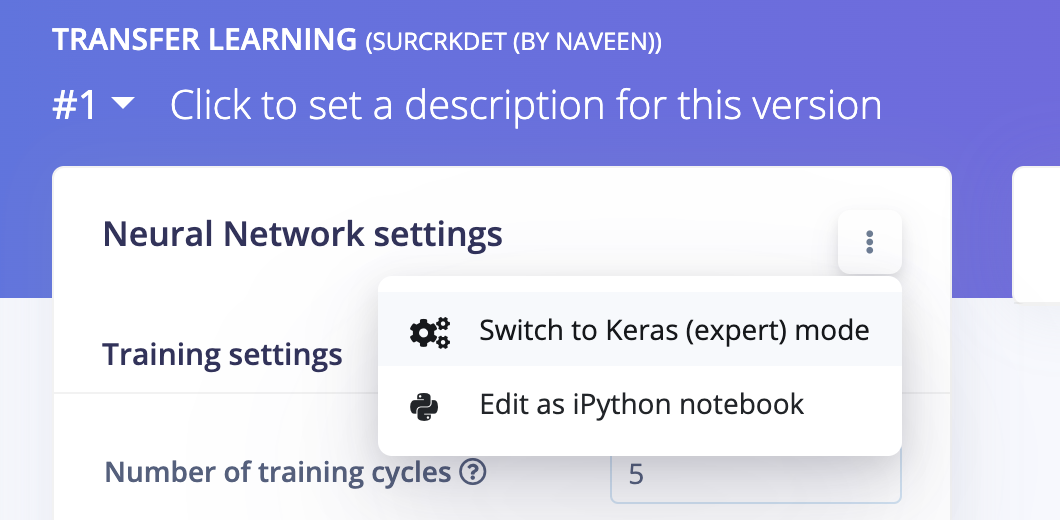 TRANSFER LEARNING (SURCRKDET (BY NAVEEN))
#1 Click to set a description for this version
Neural Network settings
Switch to Keras (expert) mode
Training settings
Edit as iPython notebook
Number of training cycles ? 5